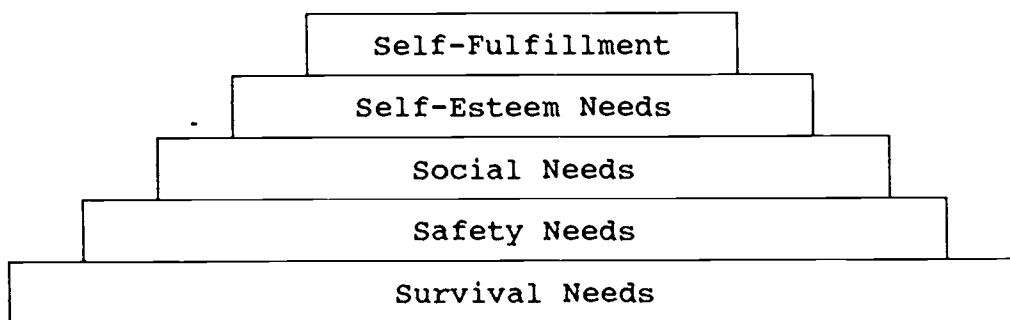 Self-Fulfillment
Self-Esteem Needs
Social Needs
Safety Needs
Survival Needs